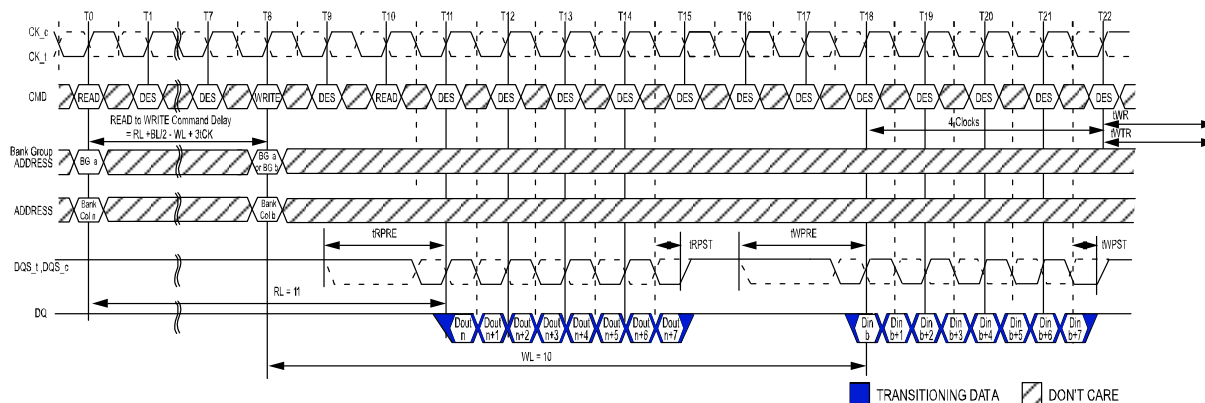 T0 T1 T7 T8 T9 T10 T11 T12 T13 T14 T15 T16 T17 T18 T19 T20 T21 T22
CK_c
CK_t
CMD READ DES DES WRITE DES READ DES DES DES DES DES DES DES DES DES DES DES DES
READ to WRITE Command Delay
= RL +BL/2 - WL + 3tCK
4 Clocks
tWR
tWTR
Bank Group
ADDRESS
BG a
BG a
or BG b
ADDRESS
Bank
Col n
Bank
Col b
tRPRE tRPST tWPRE tWPST
DQS_t ,DQS_c
RL = 11
DQ
Dout
n
Dout
n+1
Dout
n+2
Dout
n+3
Dout
n+4
Dout
n+5
Dout
n+6
Dout
n+7
Din
b
Din
b+1
Din
b+2
Din
b+3
Din
b+4
Din
b+5
Din
b+6
Din
b+7
WL = 10
TRANSITIONING DATA
DON'T CARE